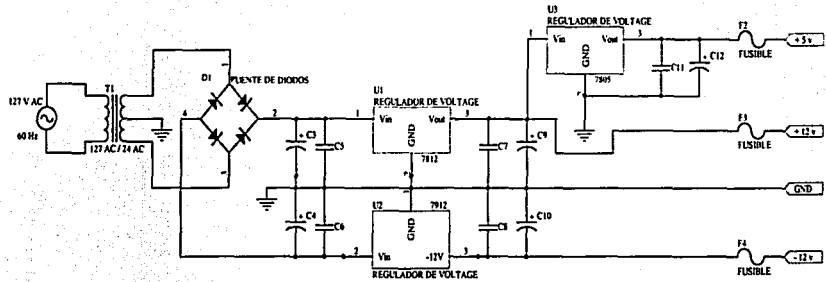 U3
REGULADOR DE VOLTAGE
1
Vin
Vout
3
GND
7805
C11
+ C12
F2
FUSIBLE
+ 5 v
D1
PUENTE DE DIODOS
T1
127 V AC
60 Hz
127 AC / 24 AC
4
2
U1
REGULADOR DE VOLTAGE
1
Vin
Vout
3
GND
7812
+ C3
C5
C7
+ C9
F3
FUSIBLE
+ 12 v
GND
+ C4
C6
U2
7912
GND
C8
+ C10
2
Vin
-12V
3
REGULADOR DE VOLTAGE
F4
FUSIBLE
- 12 v